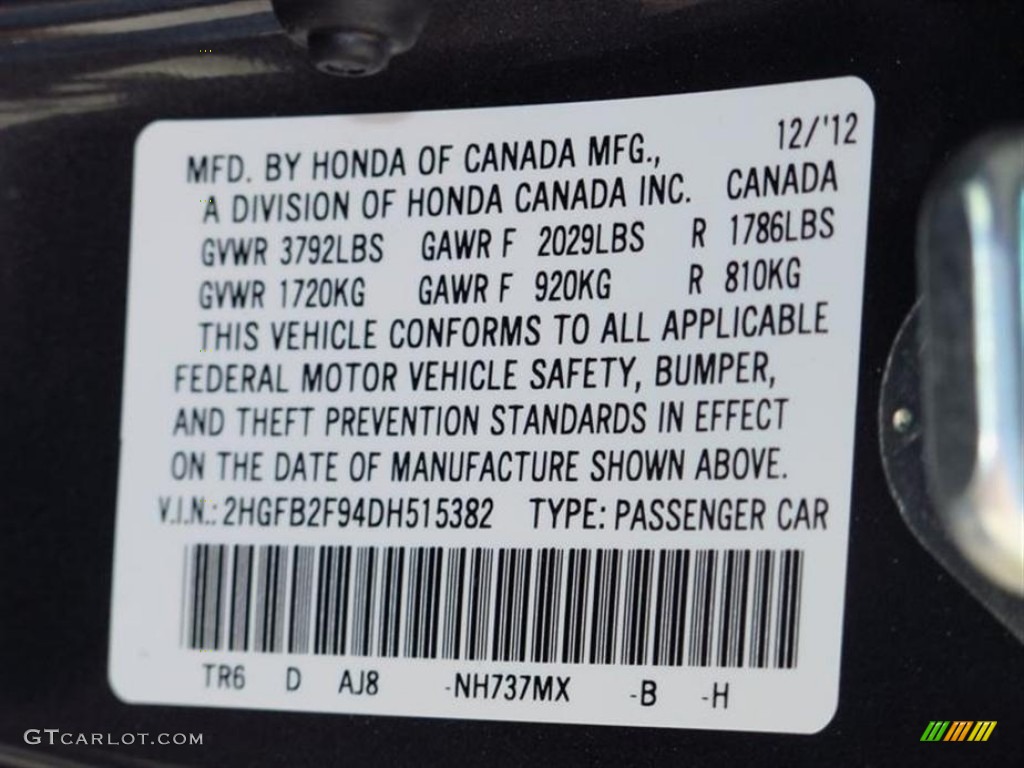 12/'12
MFD. BY HONDA OF CANADA MFG.,
A DIVISION OF HONDA CANADA INC. CANADA
GVWR 3792LBS GAWR F 2029LBS R 1786LBS
GVWR 1720KG GAWR F 920KG R 810KG
THIS VEHICLE CONFORMS TO ALL APPLICABLE
FEDERAL MOTOR VEHICLE SAFETY, BUMPER,
AND THEFT PREVENTION STANDARDS IN EFFECT
ON THE DATE OF MANUFACTURE SHOWN ABOVE.
V.I.N.: 2HGFB2F94DH515382 TYPE: PASSENGER CAR
TR6 D AJ8 -NH737MX -B -H
GTCARLOT.COM